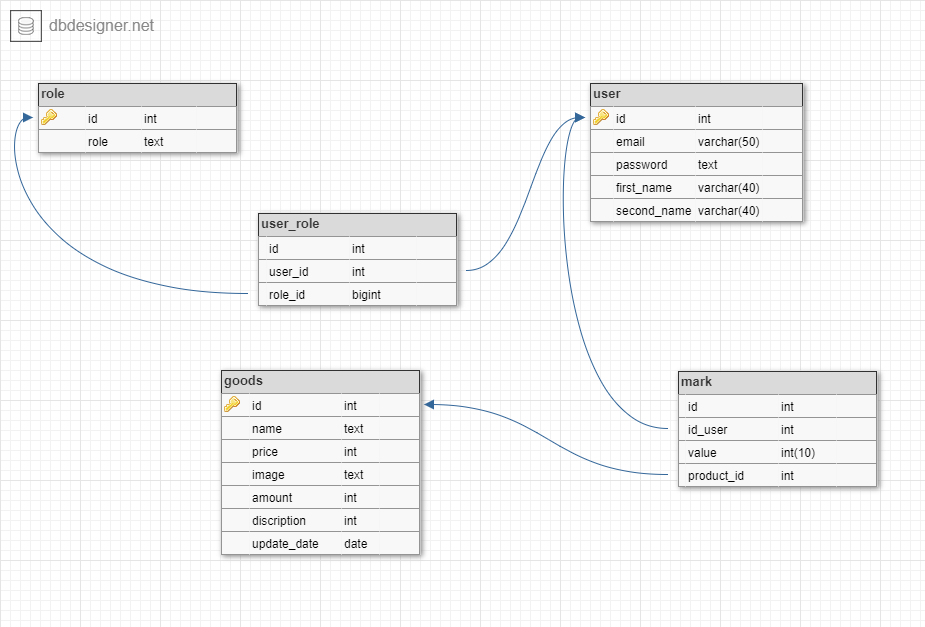 dbdesigner.net
role
id int
role text
user
id int
email varchar(50)
password text
first_name varchar(40)
second_name varchar(40)
user_role
id int
user_id int
role_id bigint
goods
id int
name text
price int
image text
amount int
discription int
update_date date
mark
id int
id_user int
value int(10)
product_id int